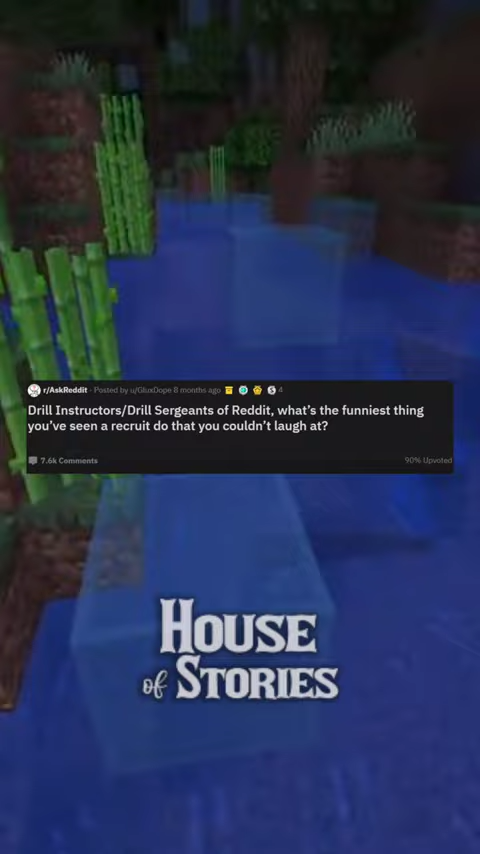 r/AskReddit · Posted by u/GluxDope 8 months ago 4
Drill Instructors/Drill Sergeants of Reddit, what's the funniest thing
you've seen a recruit do that you couldn't laugh at?
7.6k Comments 90% Upvoted
HOUSE
of STORIES